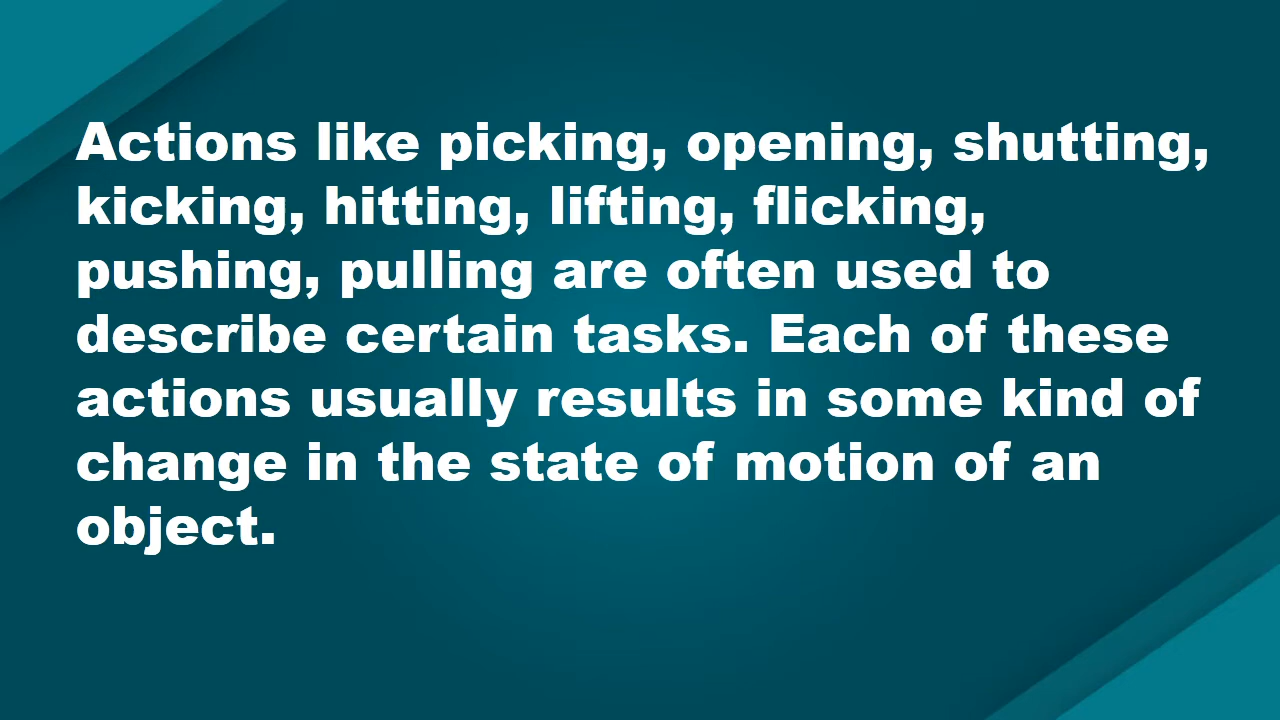 Actions like picking, opening, shutting,
kicking, hitting, lifting, flicking,
pushing, pulling are often used to
describe certain tasks. Each of these
actions usually results in some kind of
change in the state of motion of an
object.